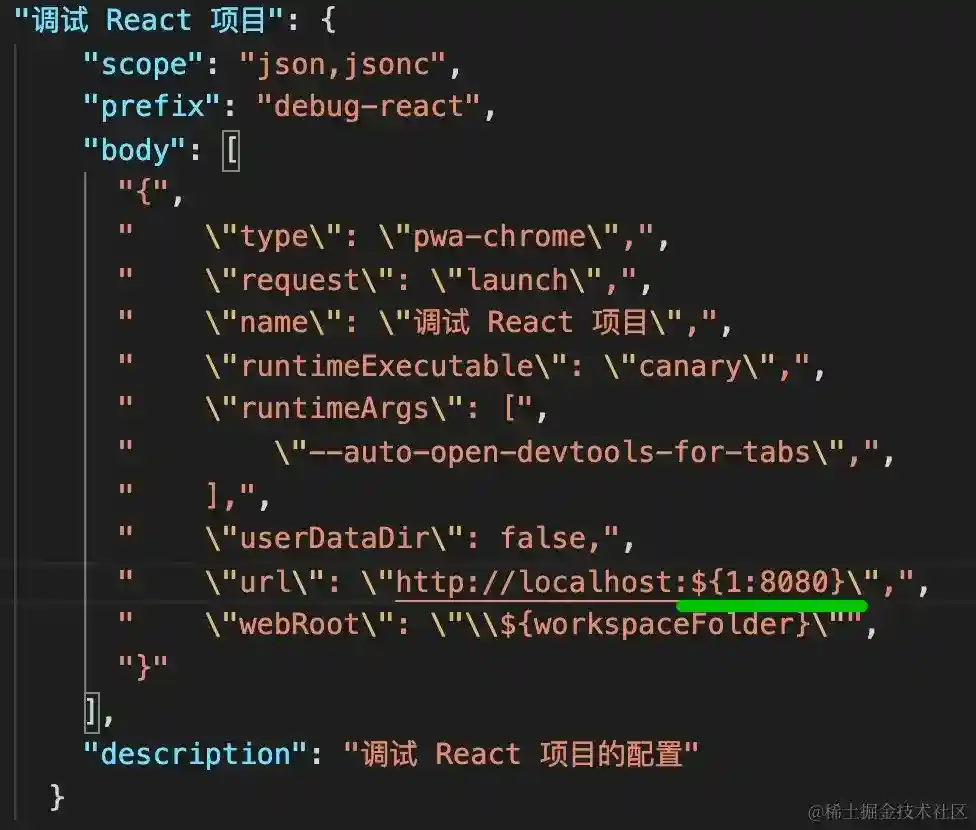 "调试 React 项目": {
"scope": "json,jsonc",
"prefix": "debug-react",
"body": [
"{",
"    \"type\": \"pwa-chrome\",",
"    \"request\": \"launch\",",
"    \"name\": \"调试 React 项目\",",
"    \"runtimeExecutable\": \"canary\",",
"    \"runtimeArgs\": [",
"        \"--auto-open-devtools-for-tabs\",",
"    ],",
"    \"userDataDir\": false,",
"    \"url\": \"http://localhost:${1:8080}\",",
"    \"webRoot\": \"\\${workspaceFolder}\"",
"}"
],
"description": "调试 React 项目的配置"
}
@稀土掘金技术社区